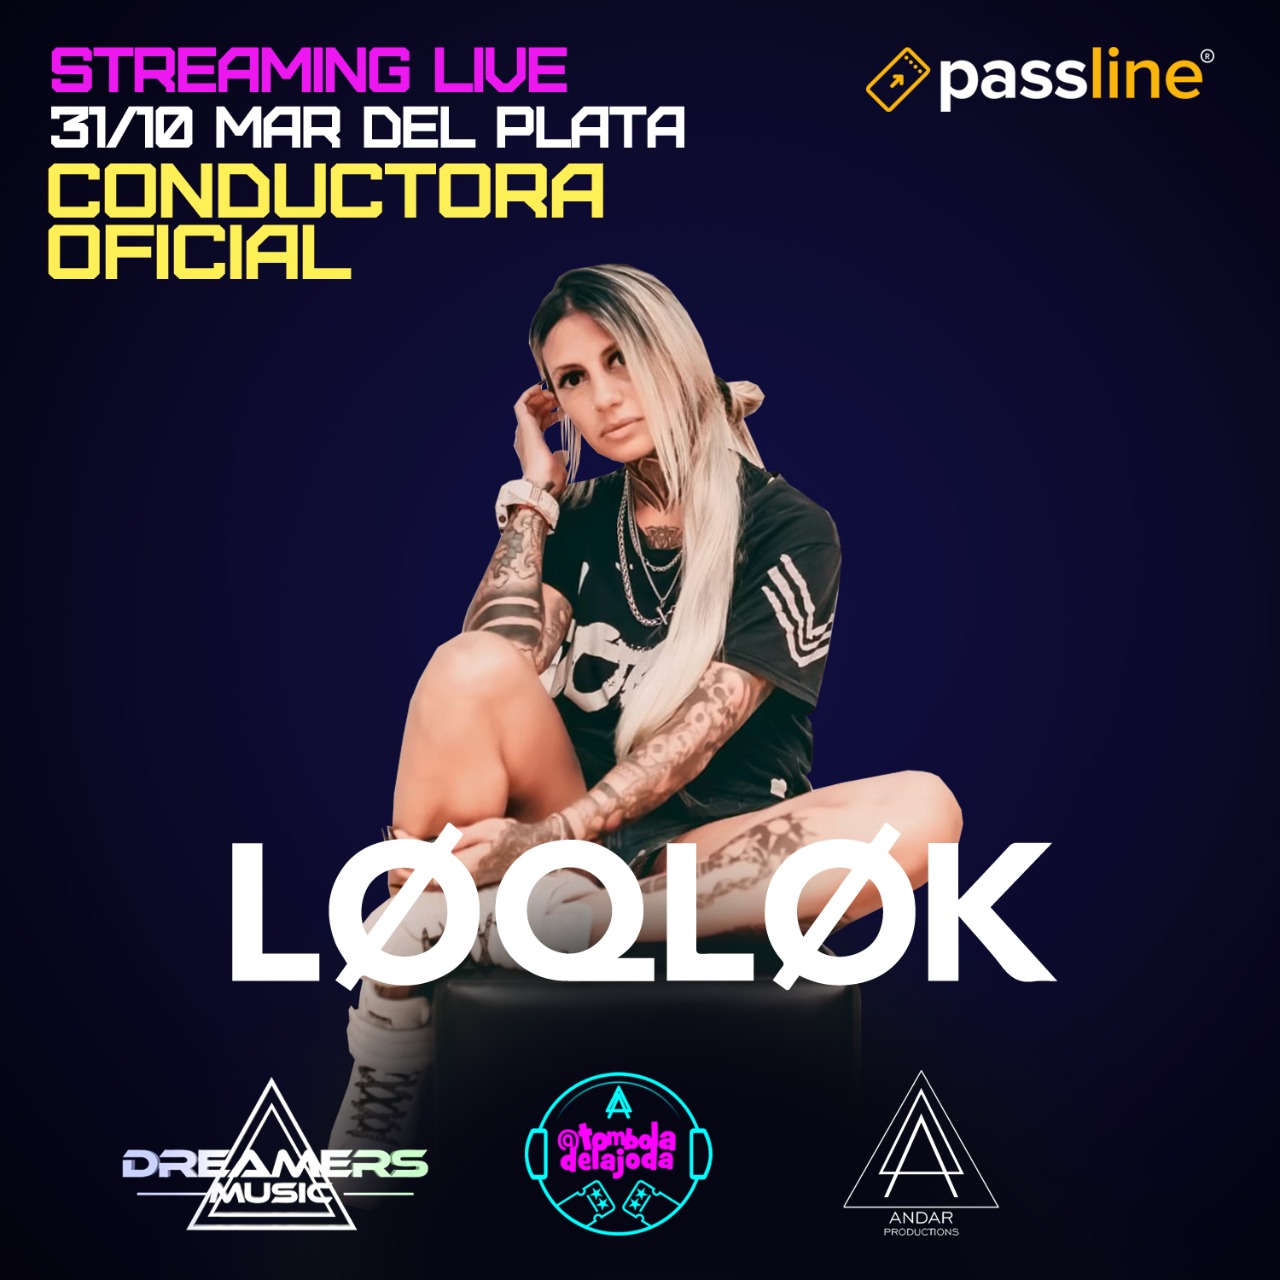 STREAMING LIVE
31/10 MAR DEL PLATA
CONDUCTORA
OFICIAL
passline®
LØQLØK
DREAMERS
MUSIC
@tombola
delajoda
ANDAR
PRODUCTIONS